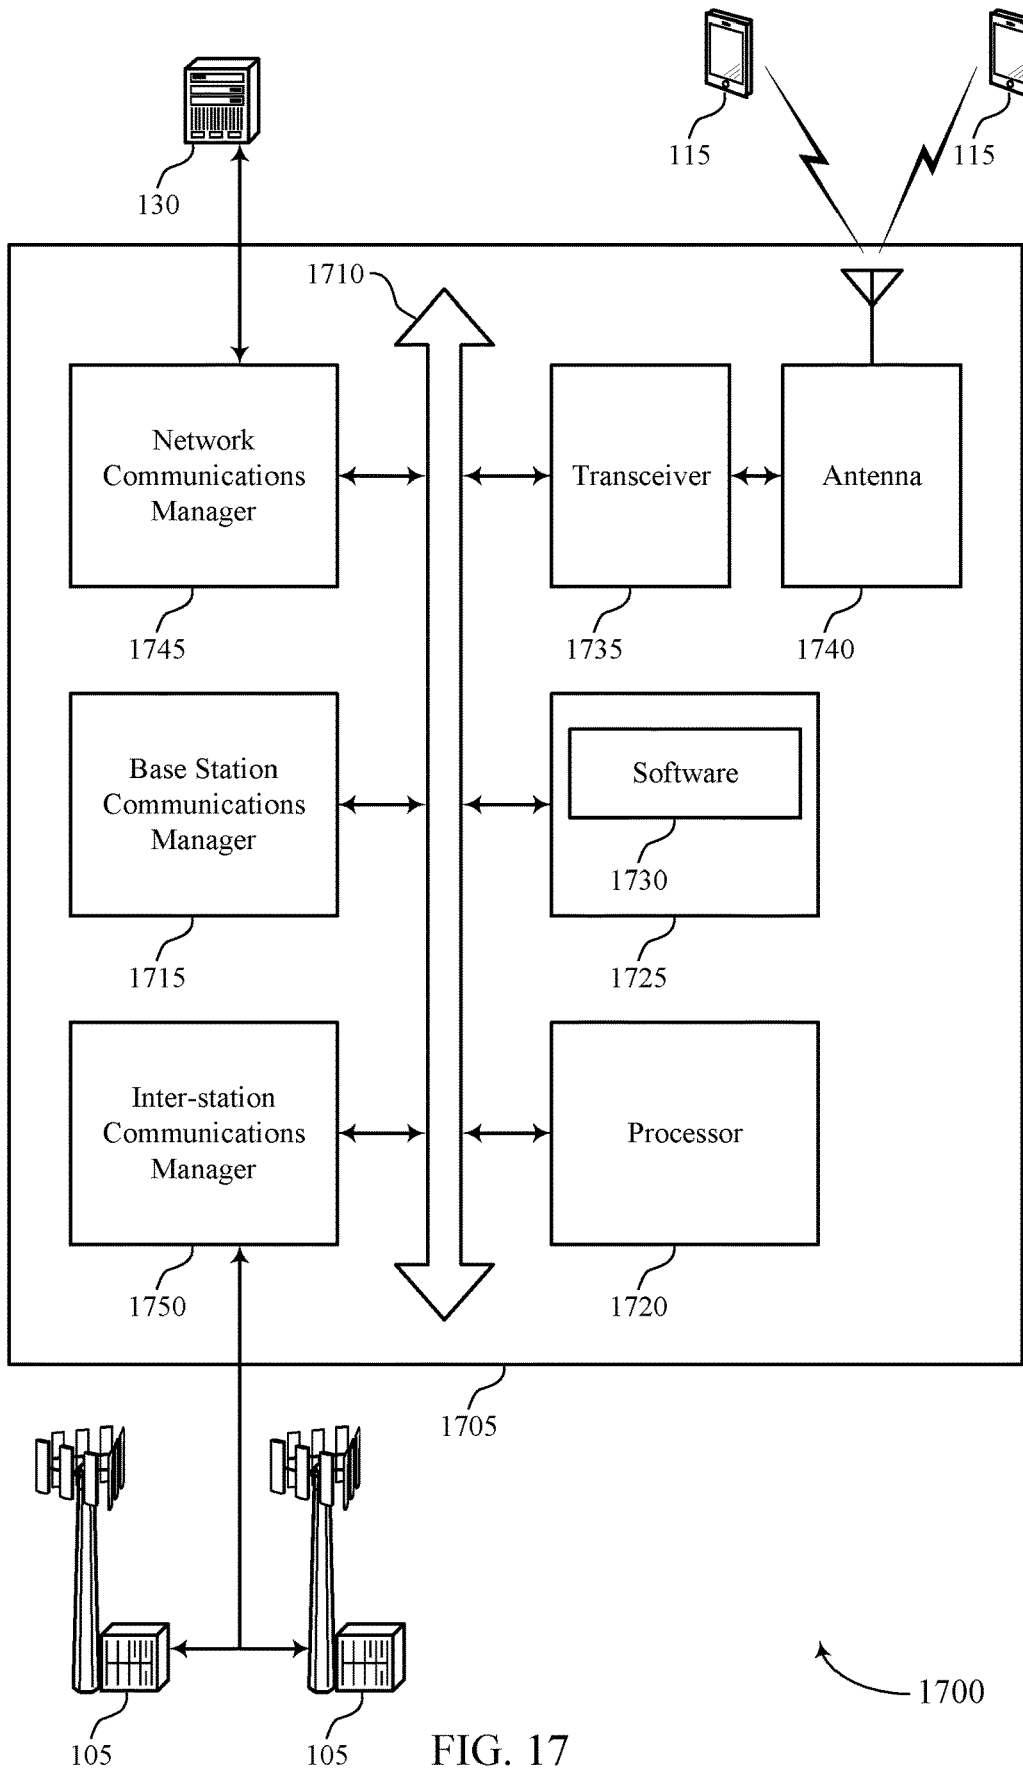 130
115
115
1710
Network
Communications
Manager
Transceiver
Antenna
1745
1735
1740
Base Station
Communications
Manager
Software
1730
1715
1725
Inter-station
Communications
Manager
Processor
1750
1720
1705
1700
105
105
FIG. 17